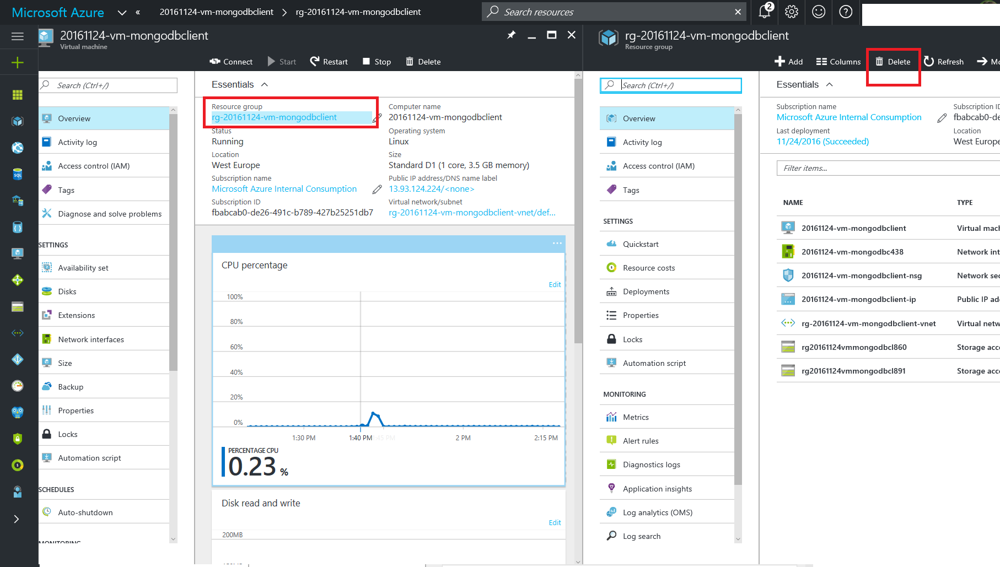 Microsoft Azure
«
20161124-vm-mongodbclient
rg-20161124-vm-mongodbclient
Search resources
2
20161124-vm-mongodbclient
Virtual machine
Connect
Start
Restart
Stop
Delete
Search (Ctrl+/)
Overview
Activity log
Access control (IAM)
Tags
Diagnose and solve problems
SETTINGS
Availability set
Disks
Extensions
Network interfaces
Size
Backup
Properties
Locks
Automation script
SCHEDULES
Auto-shutdown
MONITORING
Essentials
Resource group
rg-20161124-vm-mongodbclient
Status
Running
Location
West Europe
Subscription name
Microsoft Azure Internal Consumption
Subscription ID
fbabcab0-de26-491c-b789-427b25251db7
Computer name
20161124-vm-mongodbclient
Operating system
Linux
Size
Standard D1 (1 core, 3.5 GB memory)
Public IP address/DNS name label
13.93.124.224/<none>
Virtual network/subnet
rg-20161124-vm-mongodbclient-vnet/def...
CPU percentage
Edit
100%
80%
60%
40%
20%
0%
1:30 PM
1:40 PM
45 PM
2 PM
2:15 PM
PERCENTAGE CPU
0.23 %
Disk read and write
Edit
200MB
rg-20161124-vm-mongodbclient
Resource group
Add
Columns
Delete
Refresh
Mo
Search (Ctrl+/)
Overview
Activity log
Access control (IAM)
Tags
SETTINGS
Quickstart
Resource costs
Deployments
Properties
Locks
Automation script
MONITORING
Metrics
Alert rules
Diagnostics logs
Application insights
Log analytics (OMS)
Log search
Essentials
Subscription name
Microsoft Azure Internal Consumption
Last deployment
11/24/2016 (Succeeded)
Subscription ID
fbabcab0-de
Location
West Europe
Filter items...
NAME TYPE
20161124-vm-mongodbclient Virtual mach
20161124-vm-mongodbc438 Network int
20161124-vm-mongodbclient-nsg Network sec
20161124-vm-mongodbclient-ip Public IP ad
rg-20161124-vm-mongodbclient-vnet Virtual netw
rg20161124vmmongodbcl860 Storage acc
rg20161124vmmongodbcl891 Storage acc